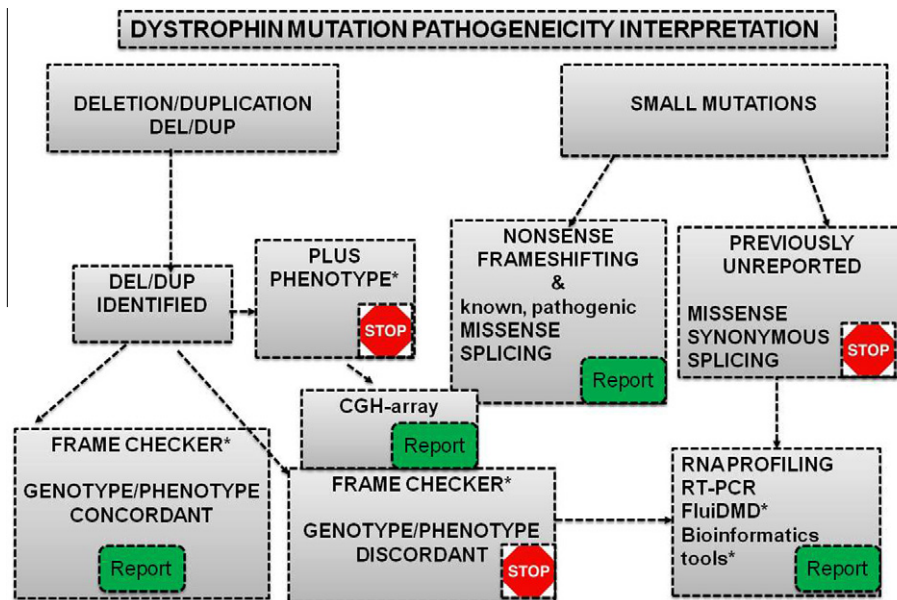 DYSTROPHIN MUTATION PATHOGENEICITY INTERPRETATION
DELETION/DUPLICATION
DEL/DUP
SMALL MUTATIONS
DEL/DUP
IDENTIFIED
PLUS
PHENOTYPE*
STOP
NONSENSE
FRAMESHIFTING
&
known, pathogenic
MISSENSE
SPLICING
Report
PREVIOUSLY
UNREPORTED
MISSENSE
SYNONYMOUS
SPLICING
STOP
CGH-array
Report
FRAME CHECKER*
GENOTYPE/PHENOTYPE
CONCORDANT
Report
FRAME CHECKER*
GENOTYPE/PHENOTYPE
DISCORDANT
STOP
RNA PROFILING
RT-PCR
FluiDMD*
Bioinformatics
tools*
Report